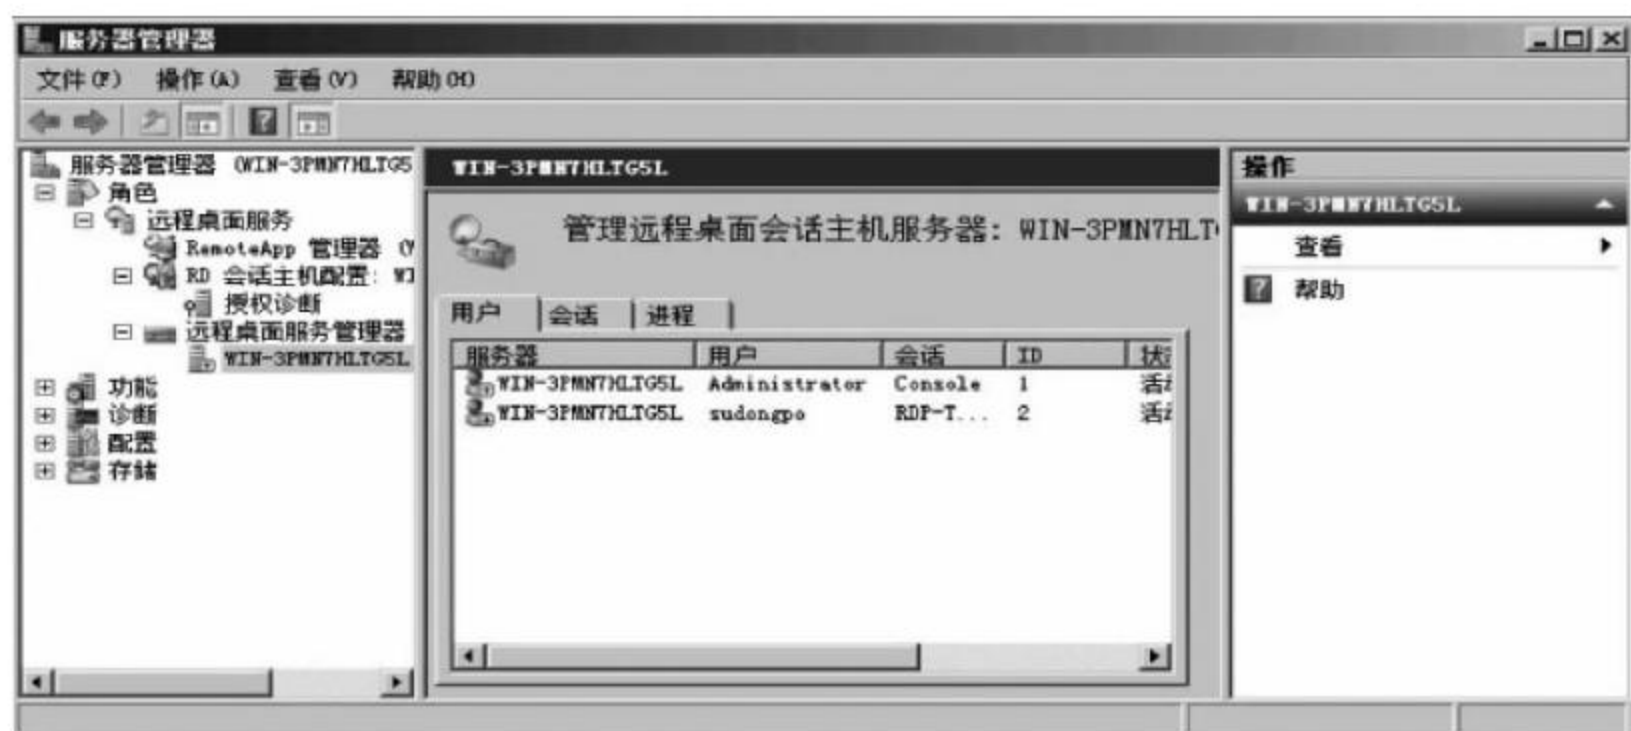 服务器管理器
文件(F) 操作(A) 查看(V) 帮助(H)
服务器管理器 (WIN-3PMN7HLTG5
角色
远程桌面服务
RemoteApp 管理器
RD 会话主机配置: WI
授权诊断
远程桌面服务管理器
WIN-3PMN7HLTG5L
功能
诊断
配置
存储
WIN-3PMN7HLTG5L
管理远程桌面会话主机服务器: WIN-3PMN7HLT
用户 会话 进程
服务器 用户 会话 ID 状
WIN-3PMN7HLTG5L Administrator Console 1 活
WIN-3PMN7HLTG5L sudongpo RDP-T... 2 活
操作
WIN-3PMN7HLTG5L
查看
帮助